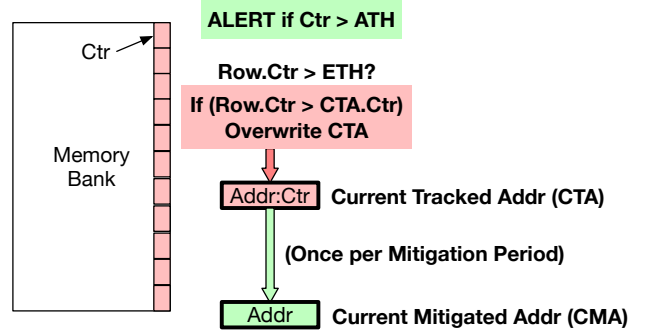 ALERT if Ctr > ATH
Ctr
Row.Ctr > ETH?
If (Row.Ctr > CTA.Ctr)
Overwrite CTA
Memory
Bank
Addr:Ctr
Current Tracked Addr (CTA)
(Once per Mitigation Period)
Addr
Current Mitigated Addr (CMA)